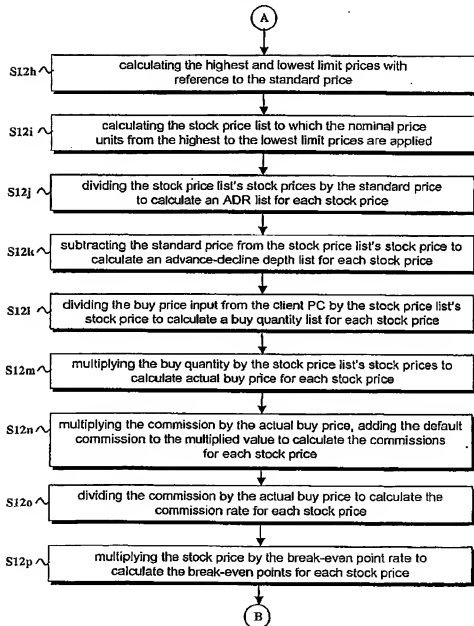 A
S12h
calculating the highest and lowest limit prices with
reference to the standard price
S12i
calculating the stock price list to which the nominal price
units from the highest to the lowest limit prices are applied
S12j
dividing the stock price list's stock prices by the standard price
to calculate an ADR list for each stock price
S12k
subtracting the standard price from the stock price list's stock price to
calculate an advance-decline depth list for each stock price
S12l
dividing the buy price input from the client PC by the stock price list's
stock price to calculate a buy quantity list for each stock price
S12m
multiplying the buy quantity by the stock price list's stock prices to
calculate actual buy price for each stock price
S12n
multiplying the commission by the actual buy price, adding the default
commission to the multiplied value to calculate the commissions
for each stock price
S12o
dividing the commission by the actual buy price to calculate the
commission rate for each stock price
S12p
multiplying the stock price by the break-even point rate to
calculate the break-even points for each stock price
B